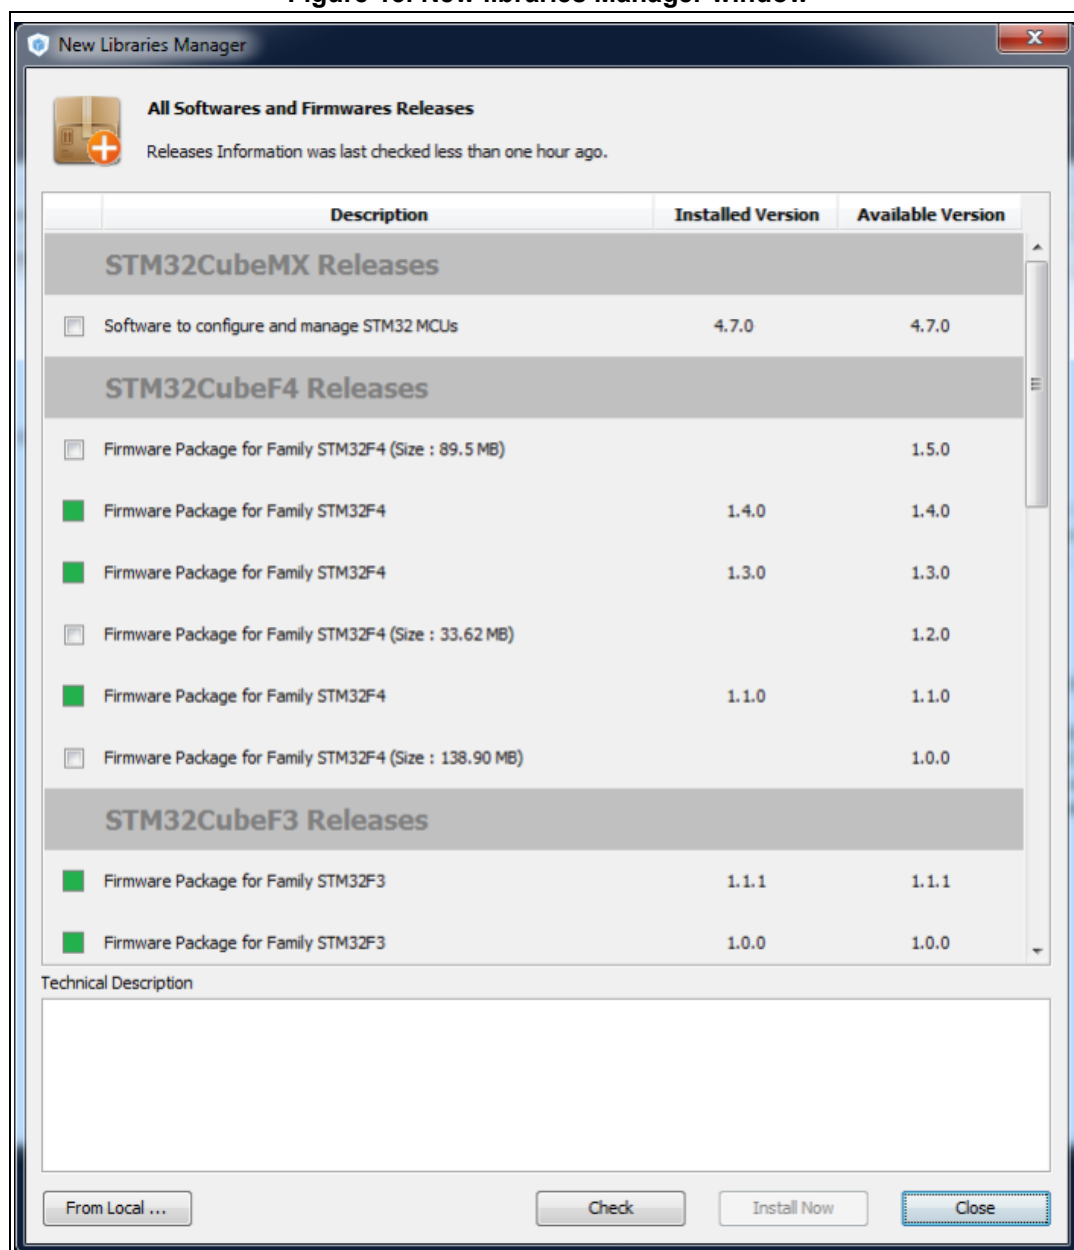 Figure 18. New libraries Manager window
New Libraries Manager
All Softwares and Firmwares Releases
Releases Information was last checked less than one hour ago.
Description Installed Version Available Version
STM32CubeMX Releases
Software to configure and manage STM32 MCUs 4.7.0 4.7.0
STM32CubeF4 Releases
Firmware Package for Family STM32F4 (Size : 89.5 MB) 1.5.0
Firmware Package for Family STM32F4 1.4.0 1.4.0
Firmware Package for Family STM32F4 1.3.0 1.3.0
Firmware Package for Family STM32F4 (Size : 33.62 MB) 1.2.0
Firmware Package for Family STM32F4 1.1.0 1.1.0
Firmware Package for Family STM32F4 (Size : 138.90 MB) 1.0.0
STM32CubeF3 Releases
Firmware Package for Family STM32F3 1.1.1 1.1.1
Firmware Package for Family STM32F3 1.0.0 1.0.0
Technical Description
From Local ... Check Install Now Close